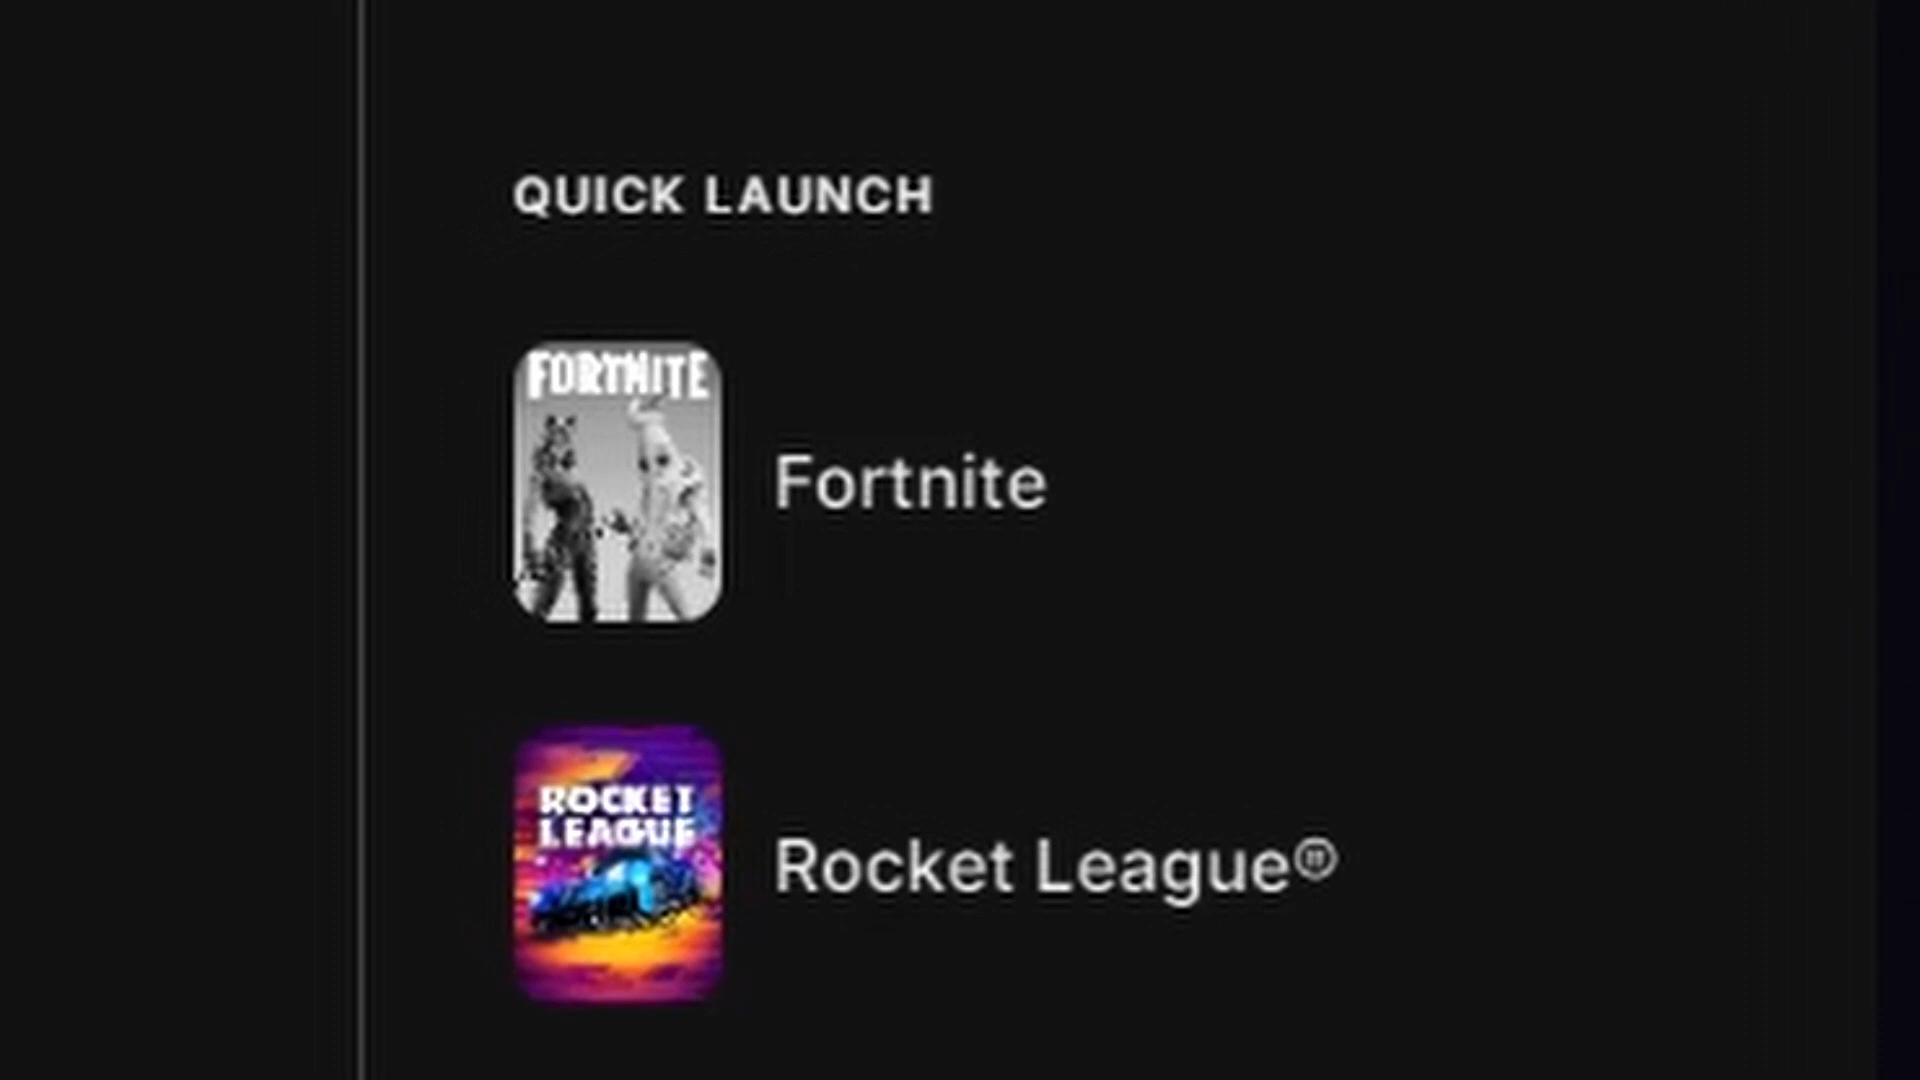 QUICK LAUNCH
FORTNITE
Fortnite
ROCKET
LEAGUE
Rocket League®